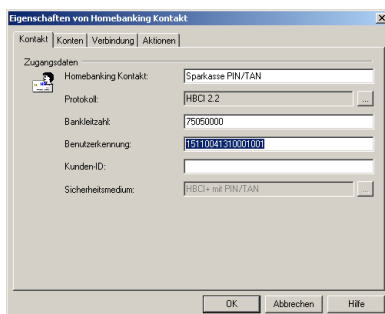 Eigenschaften von Homebanking Kontakt
Kontakt Konten Verbindung Aktionen
Zugangsdaten
Homebanking Kontakt: Sparkasse PIN/TAN
Protokoll: HBCI 2.2 ...
Bankleitzahl: 75050000
Benutzerkennung: 15110041310001001
Kunden-ID:
Sicherheitsmedium: HBCI+ mit PIN/TAN ...
OK Abbrechen Hilfe